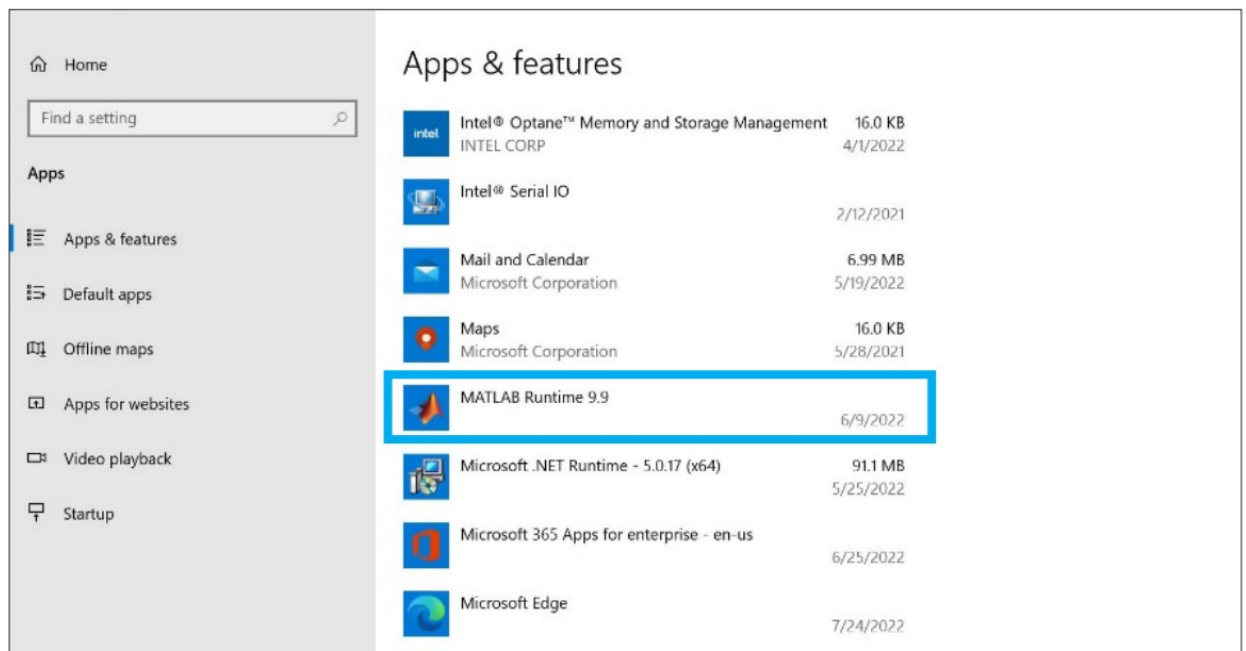 Home
Find a setting
Apps
Apps & features
Default apps
Offline maps
Apps for websites
Video playback
Startup
Apps & features
intel
Intel® Optane™ Memory and Storage Management 16.0 KB
INTEL CORP 4/1/2022
Intel® Serial IO
2/12/2021
Mail and Calendar 6.99 MB
Microsoft Corporation 5/19/2022
Maps 16.0 KB
Microsoft Corporation 5/28/2021
MATLAB Runtime 9.9
6/9/2022
Microsoft .NET Runtime - 5.0.17 (x64) 91.1 MB
5/25/2022
Microsoft 365 Apps for enterprise - en-us
6/25/2022
Microsoft Edge
7/24/2022